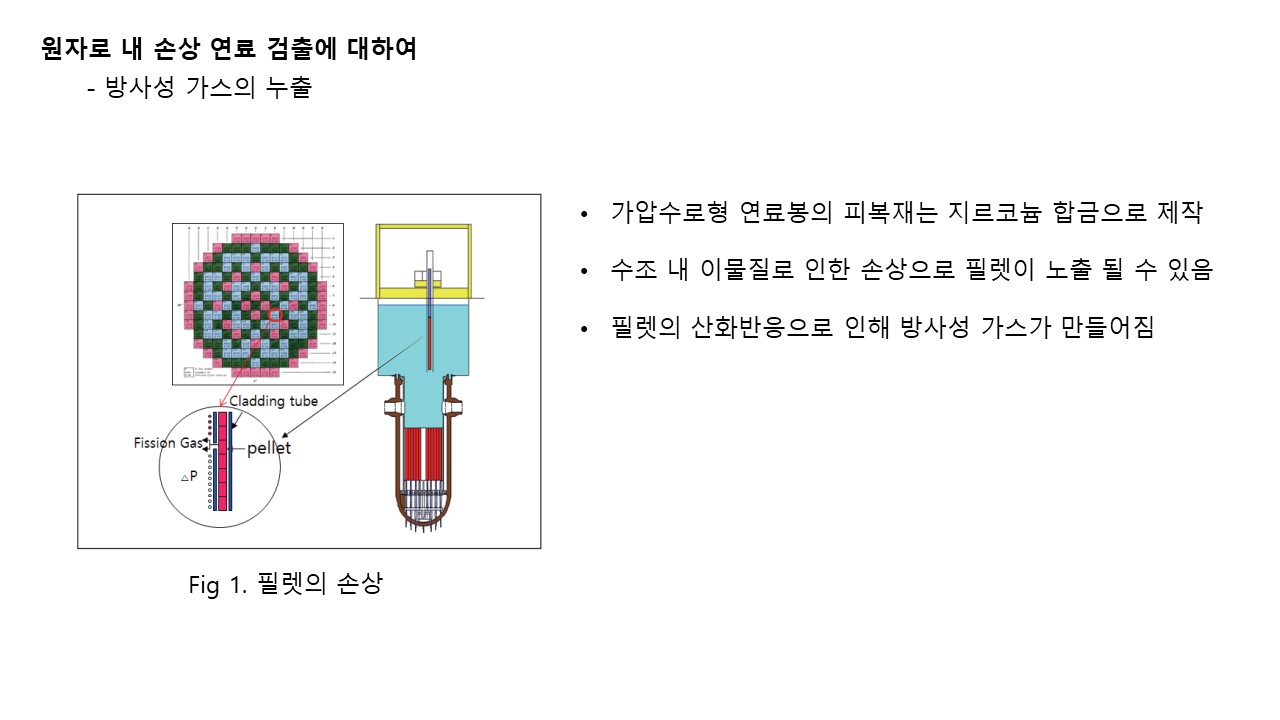 원자로 내 손상 연료 검출에 대하여
- 방사성 가스의 누출
• 가압수로형 연료봉의 피복재는 지르코늄 합금으로 제작
• 수조 내 이물질로 인한 손상으로 필렛이 노출 될 수 있음
• 필렛의 산화반응으로 인해 방사성 가스가 만들어짐
Cladding tube
Fission Gas
pellet
△P
Fig 1. 필렛의 손상